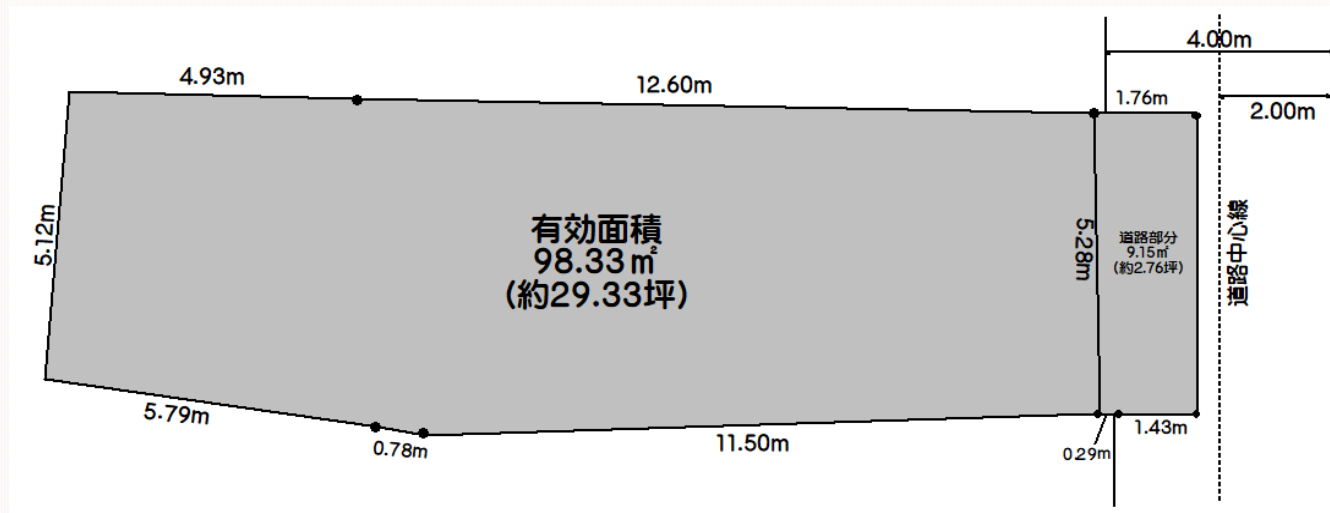 4.00m
4.93m
12.60m
1.76m
2.00m
5.12m
有効面積
98.33㎡
(約29.33坪)
5.28m
道路部分
9.15㎡
(約2.76坪)
道路中心線
5.79m
0.78m
11.50m
0.29m
1.43m